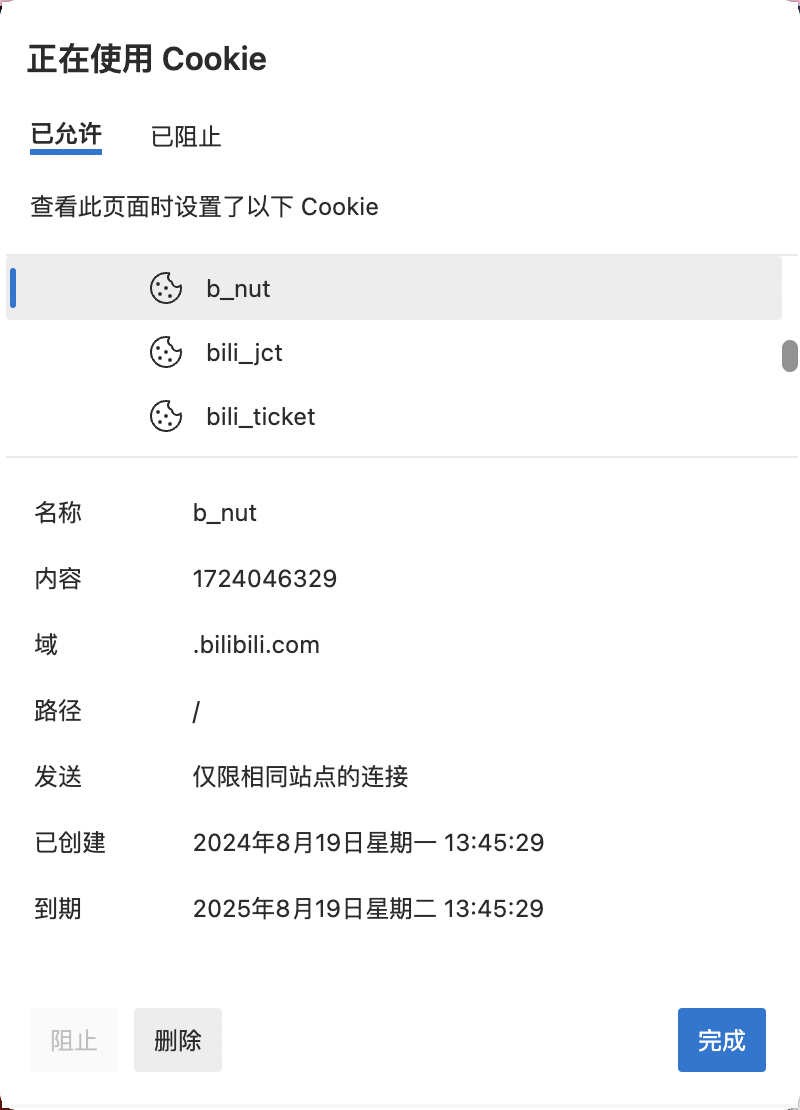 正在使用 Cookie
已允许 已阻止
查看此页面时设置了以下 Cookie
b_nut
bili_jct
bili_ticket
名称 b_nut
内容 1724046329
域 .bilibili.com
路径 /
发送 仅限相同站点的连接
已创建 2024年8月19日星期一 13:45:29
到期 2025年8月19日星期二 13:45:29
阻止 删除 完成